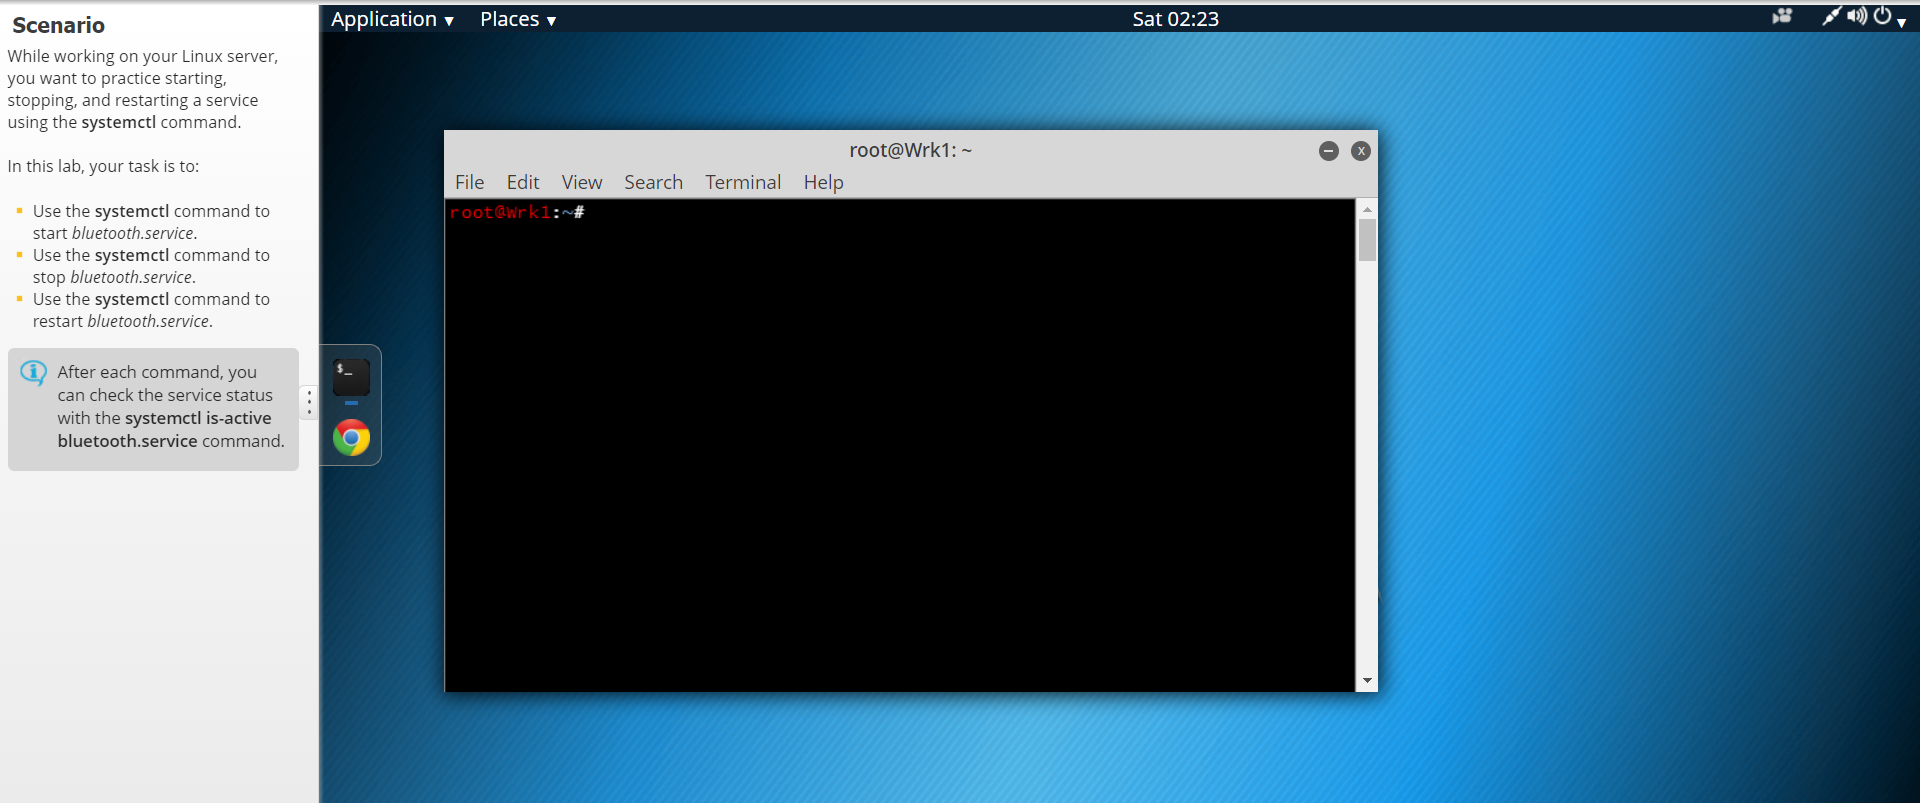 Scenario
While working on your Linux server,
you want to practice starting,
stopping, and restarting a service
using the systemctl command.
In this lab, your task is to:
Use the systemctl command to
start bluetooth.service.
Use the systemctl command to
stop bluetooth.service.
Use the systemctl command to
restart bluetooth.service.
After each command, you
can check the service status
with the systemctl is-active
bluetooth.service command.
Application ▾ Places ▾ Sat 02:23
root@Wrk1: ~
File Edit View Search Terminal Help
root@Wrk1:~#
$_